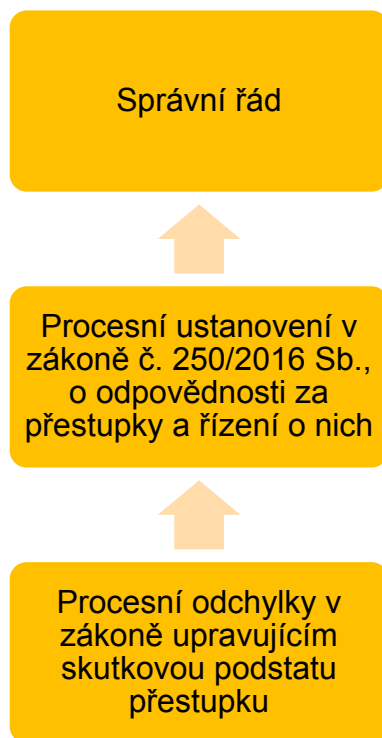 Správní řád
Procesní ustanovení v
zákoně č. 250/2016 Sb.,
o odpovědnosti za
přestupky a řízení o nich
Procesní odchylky v
zákoně upravujícím
skutkovou podstatu
přestupku